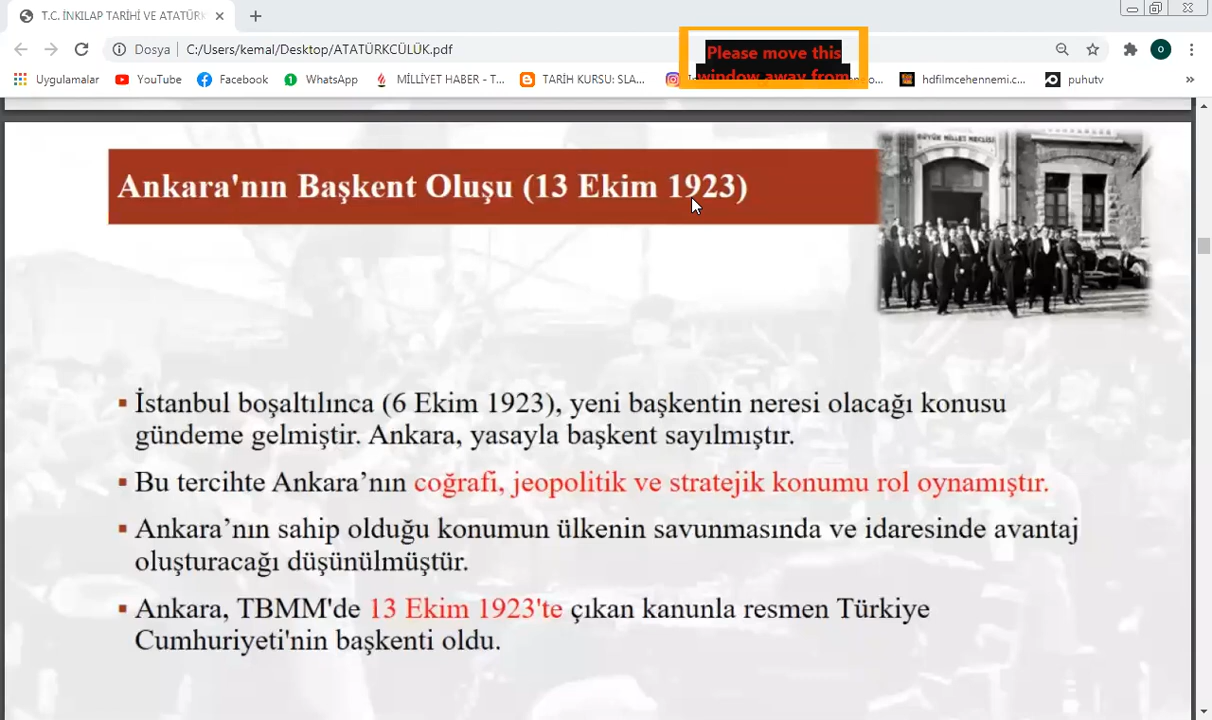 T.C. İNKILAP TARİHİ VE ATATÜRK
Dosya
C:/Users/kemal/Desktop/ATATÜRKCÜLÜK.pdf
Please move this
window away from
Uygulamalar
YouTube
Facebook
WhatsApp
MİLLİYET HABER - T...
TARİH KURSU: SLA...
hdfilmcehennemi.c...
puhutv
»
BÜYÜK MİLLET MECLİSİ
Ankara'nın Başkent Oluşu (13 Ekim 1923)
▪ İstanbul boşaltılınca (6 Ekim 1923), yeni başkentin neresi olacağı konusu
gündeme gelmiştir. Ankara, yasayla başkent sayılmıştır.
▪ Bu tercihte Ankara’nın coğrafi, jeopolitik ve stratejik konumu rol oynamıştır.
▪ Ankara’nın sahip olduğu konumun ülkenin savunmasında ve idaresinde avantaj
oluşturacağı düşünülmüştür.
▪ Ankara, TBMM'de 13 Ekim 1923'te çıkan kanunla resmen Türkiye
Cumhuriyeti'nin başkenti oldu.